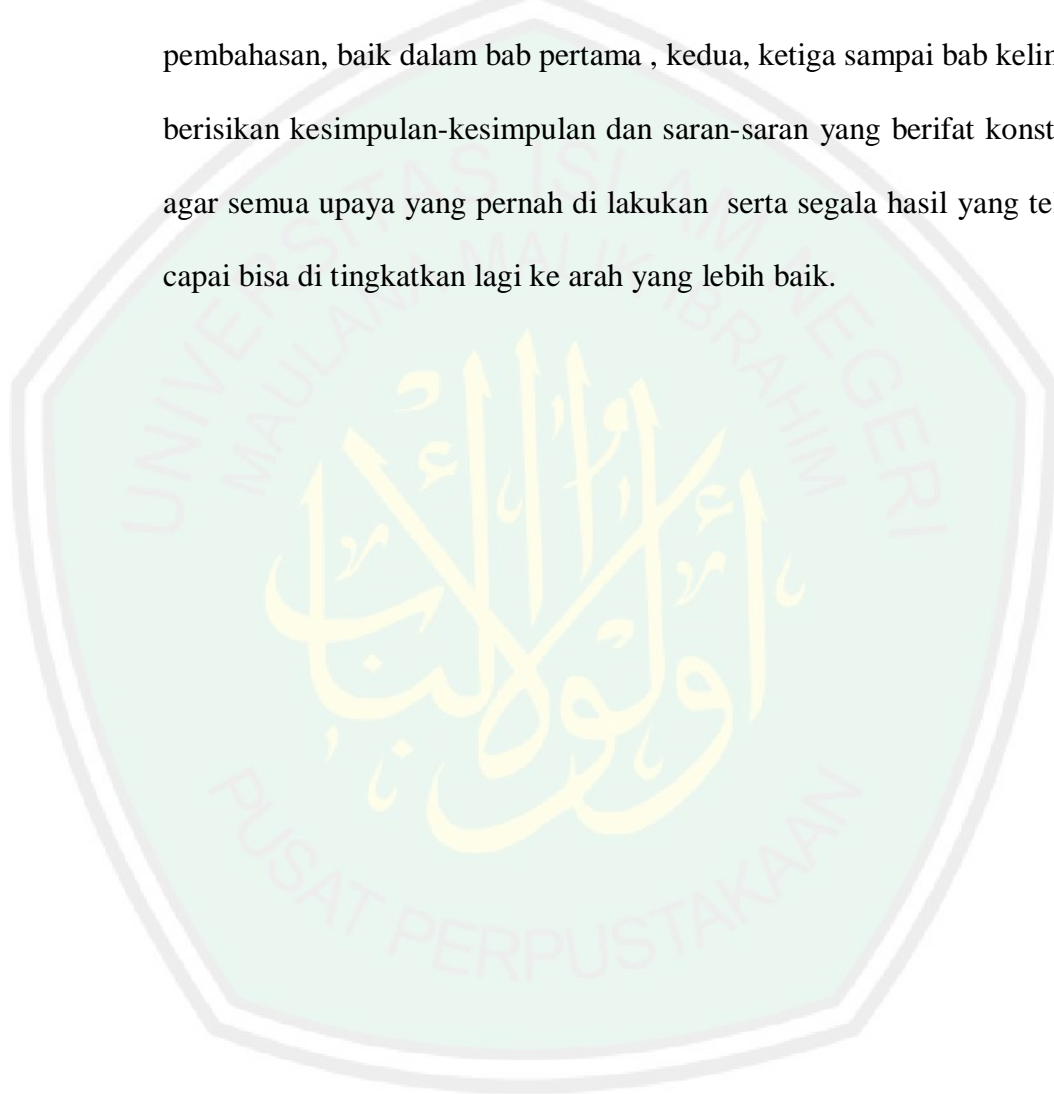 pembahasan, baik dalam bab pertama , kedua, ketiga sampai bab
berisikan kesimpulan-kesimpulan dan saran-saran yang berifat
agar semua upaya yang pernah di lakukan serta segala hasil yang
capai bisa di tingkatkan lagi ke arah yang lebih baik.
UNIVERSITAS ISLAM NEGERI
MAULANA MALIK IBRAHIM
أولوا الألباب
PUSAT PERPUSTAKAAN